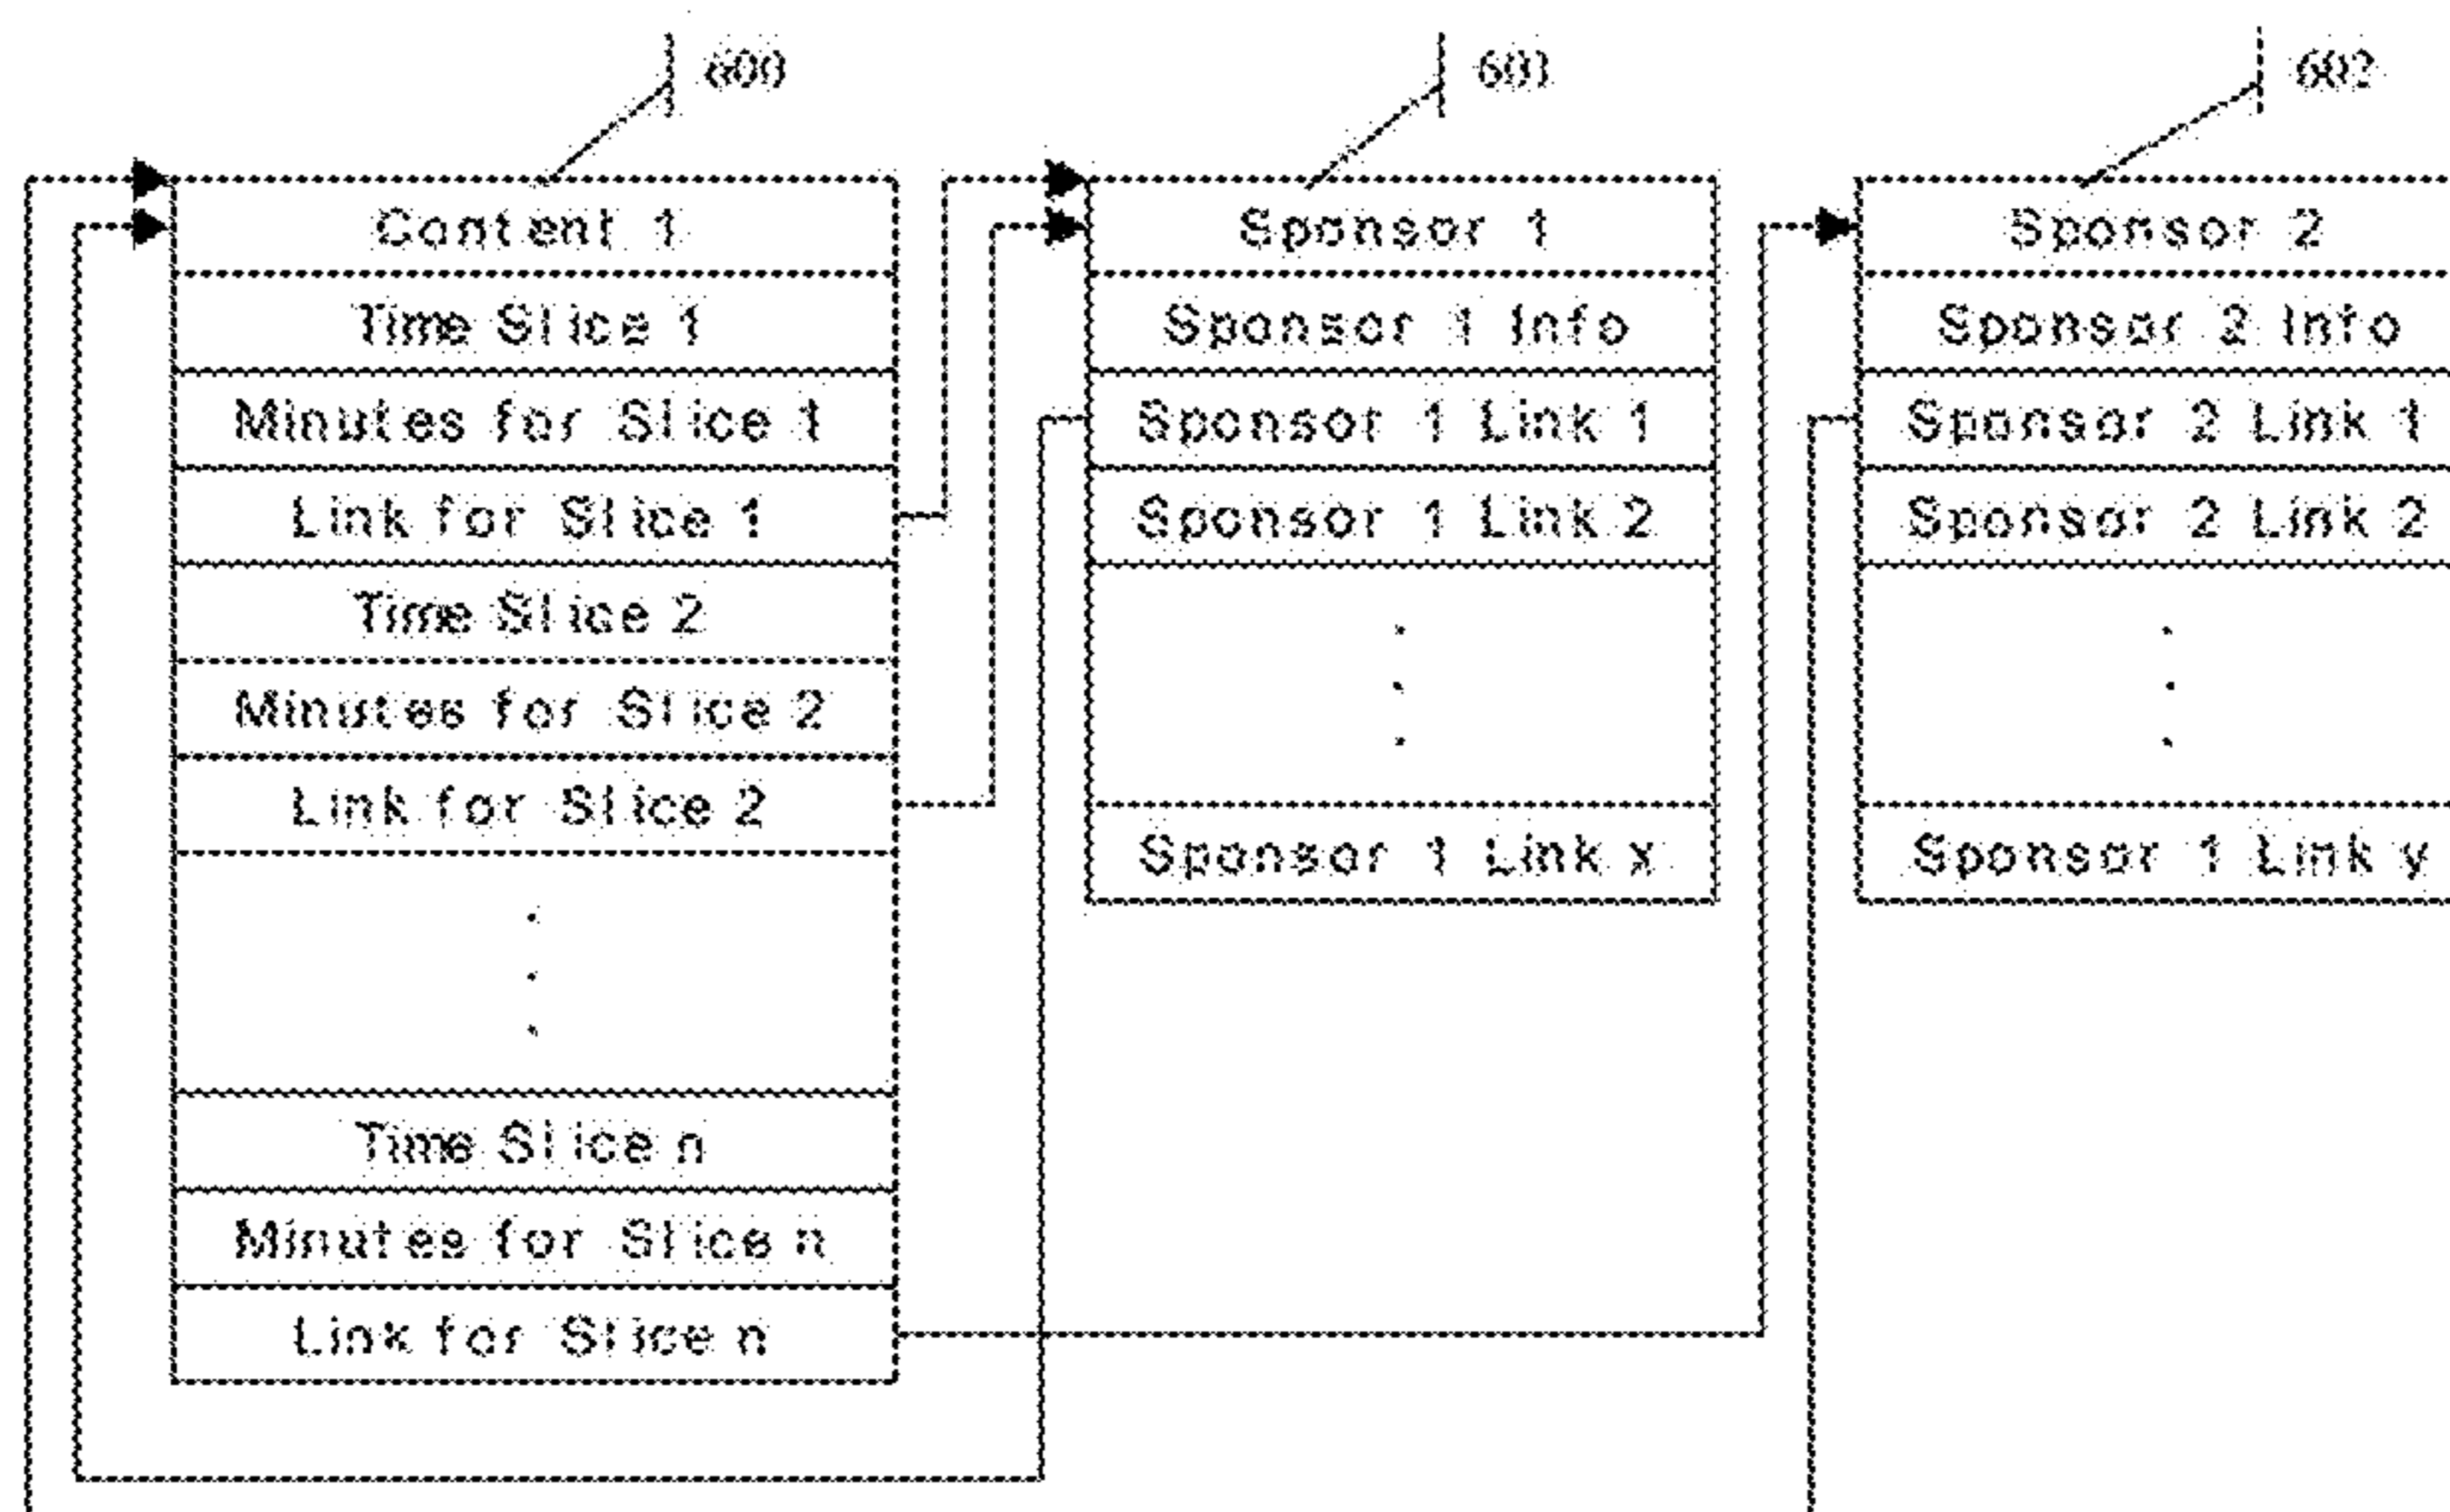 600
601
602
Content 1
Time Slice 1
Minutes for Slice 1
Link for Slice 1
Time Slice 2
Minutes for Slice 2
Link for Slice 2
Time Slice n
Minutes for Slice n
Link for Slice n
Sponsor 1
Sponsor 1 Info
Sponsor 1 Link 1
Sponsor 1 Link 2
Sponsor 1 Link x
Sponsor 2
Sponsor 2 Info
Sponsor 2 Link 1
Sponsor 2 Link 2
Sponsor 1 Link y